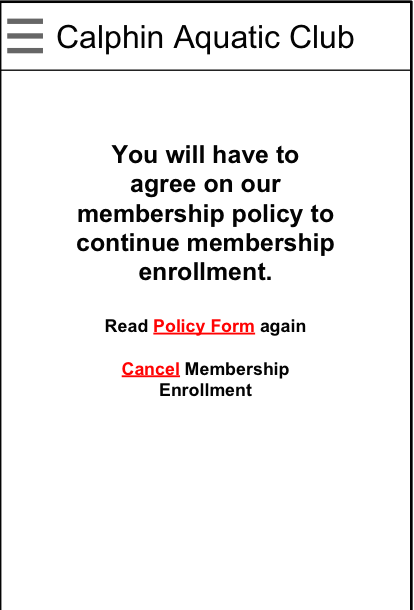 Calphin Aquatic Club
You will have to
agree on our
membership policy to
continue membership
enrollment.
Read Policy Form again
Cancel Membership
Enrollment